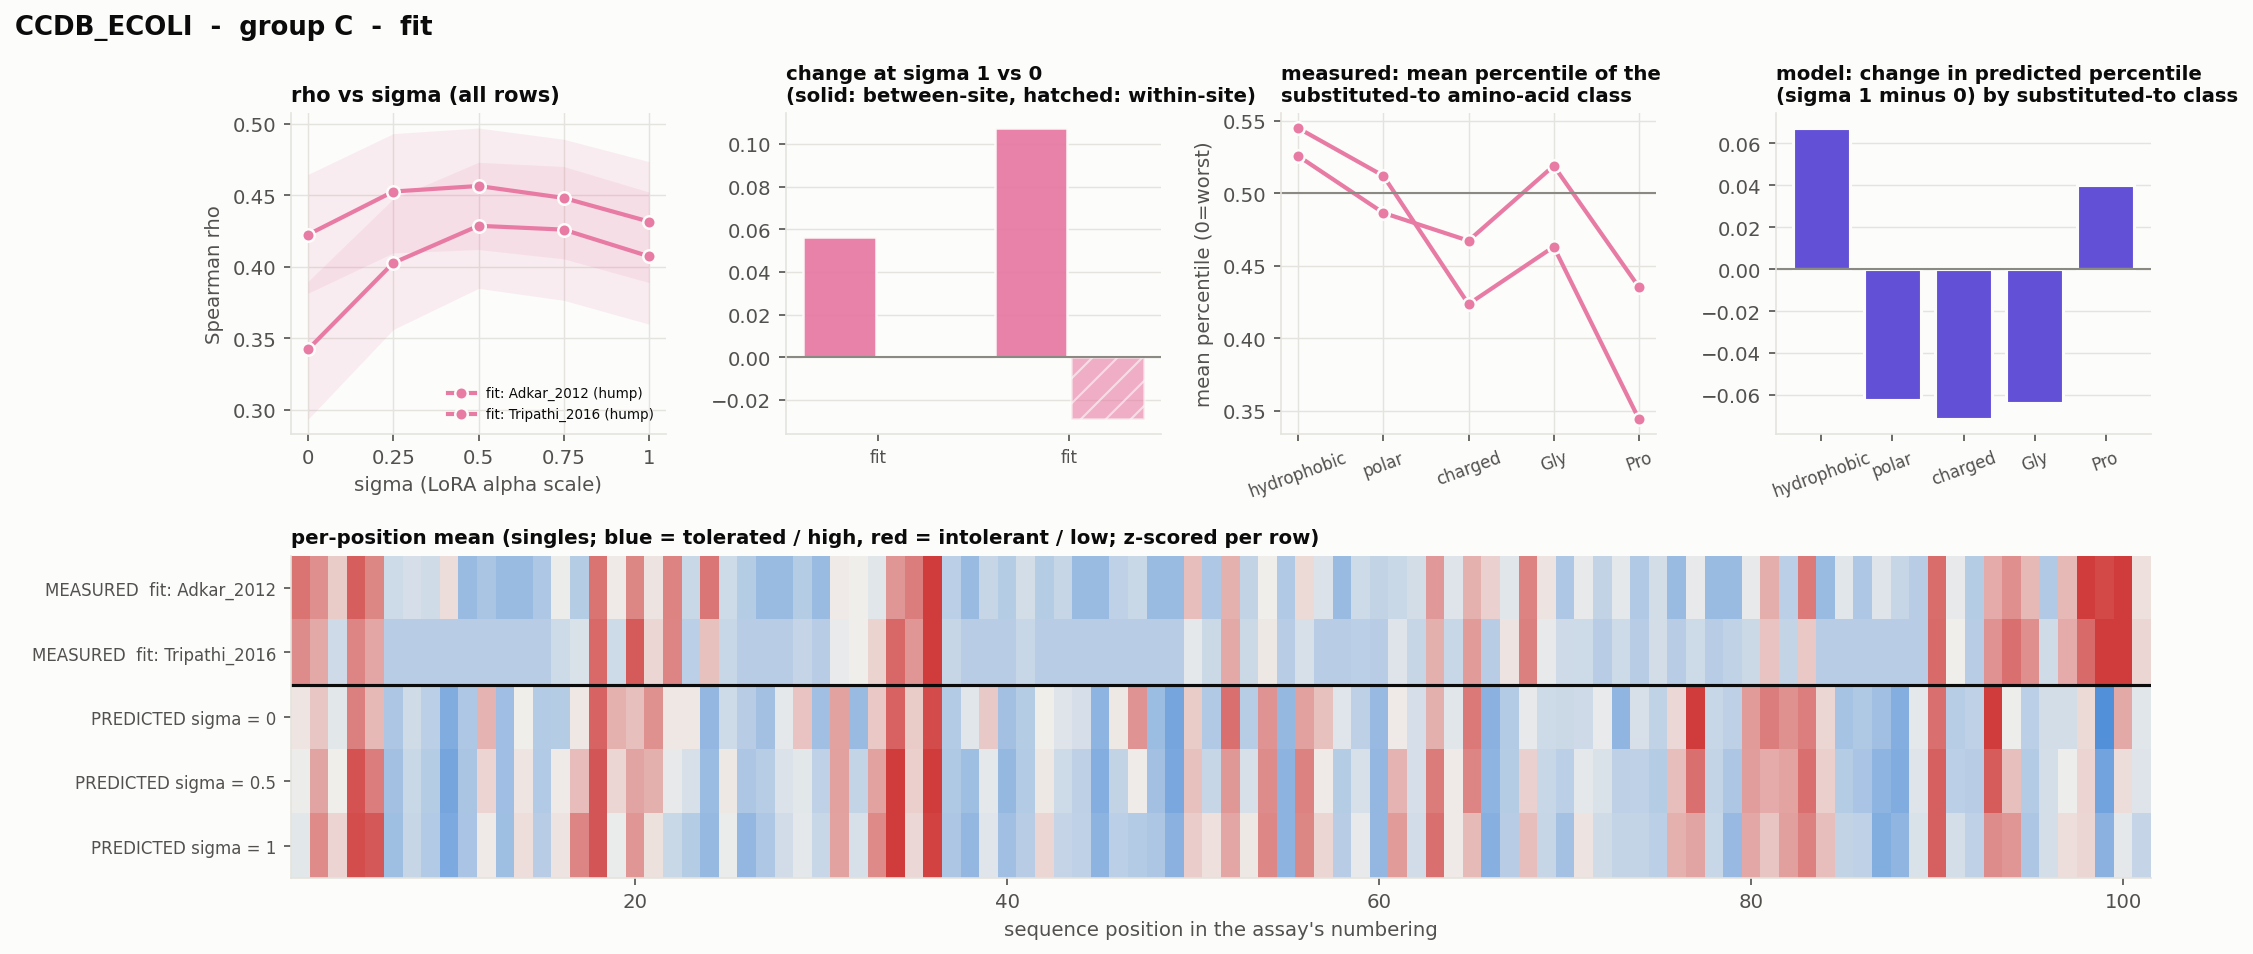 CCDB_ECOLI - group C - fit
rho vs sigma (all rows)
Spearman rho
0.50
0.45
0.40
0.35
0.30
fit: Adkar_2012 (hump)
fit: Tripathi_2016 (hump)
0 0.25 0.5 0.75 1
sigma (LoRA alpha scale)
change at sigma 1 vs 0
(solid: between-site, hatched: within-site)
0.10
0.08
0.06
0.04
0.02
0.00
−0.02
fit fit
measured: mean percentile of the
substituted-to amino-acid class
mean percentile (0=worst)
0.55
0.50
0.45
0.40
0.35
hydrophobic polar charged Gly Pro
model: change in predicted percentile
(sigma 1 minus 0) by substituted-to class
0.06
0.04
0.02
0.00
−0.02
−0.04
−0.06
hydrophobic polar charged Gly Pro
per-position mean (singles; blue = tolerated / high, red = intolerant / low; z-scored per row)
MEASURED fit: Adkar_2012
MEASURED fit: Tripathi_2016
PREDICTED sigma = 0
PREDICTED sigma = 0.5
PREDICTED sigma = 1
20 40 60 80 100
sequence position in the assay's numbering